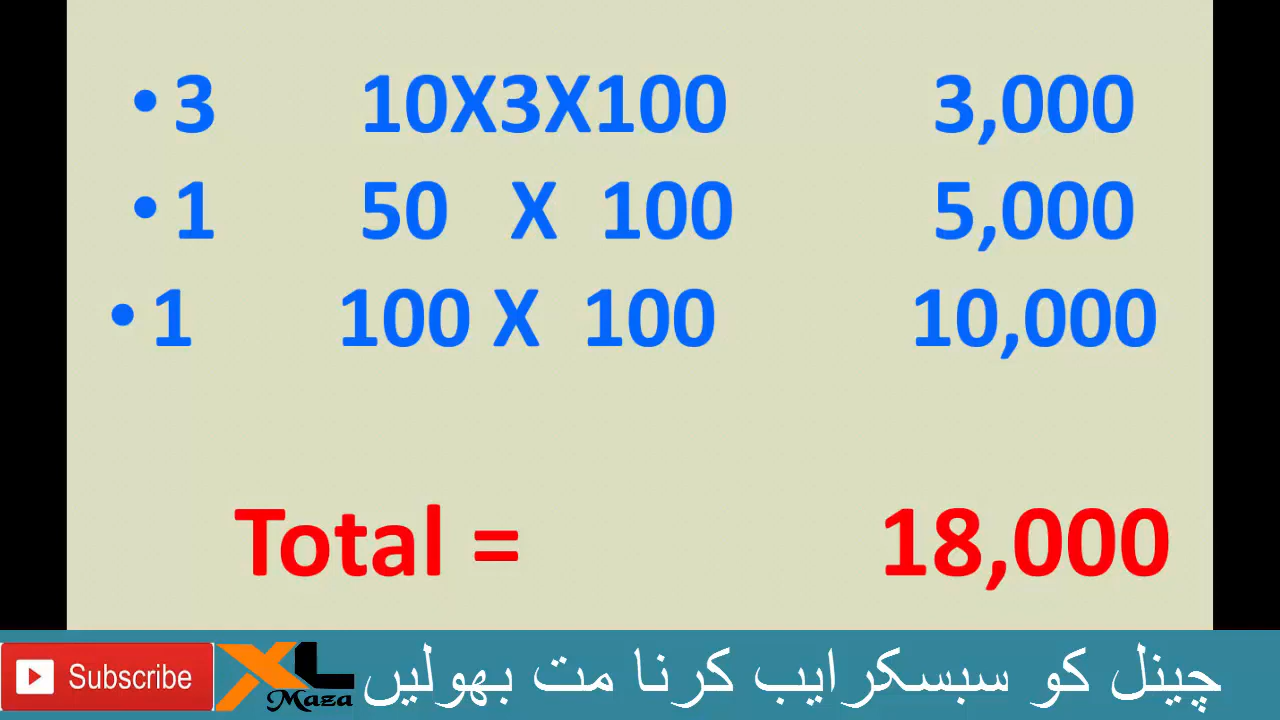 • 3 10X3X100 3,000
• 1 50 X 100 5,000
• 1 100 X 100 10,000
Total = 18,000
Subscribe XL Maza چینل کو سبسکرایب کرنا مت بھولیں